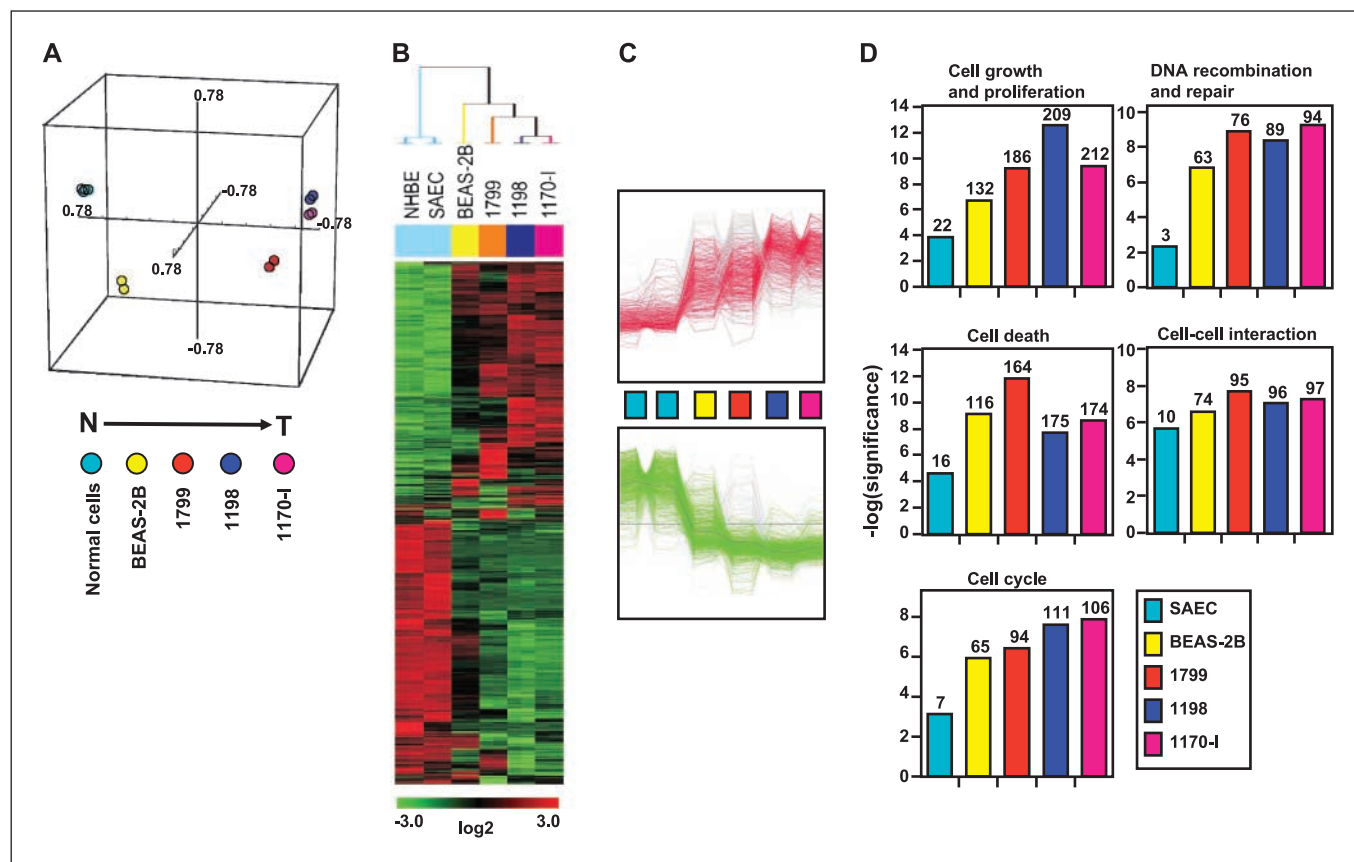 A
0.78
-0.78
0.78
-0.78
0.78
-0.78
N T
Normal cells
BEAS-2B
1799
1198
1170-I
B
NHBE
SAEC
BEAS-2B
1799
1198
1170-I
-3.0 log2 3.0
C
D
Cell growth
and proliferation
14
12
10
8
6
4
2
0
22
132
186
209
212
DNA recombination
and repair
10
8
6
4
2
0
3
63
76
89
94
-log(significance)
Cell death
14
12
10
8
6
4
2
0
16
116
164
175
174
Cell-cell interaction
10
8
6
4
2
0
10
74
95
96
97
Cell cycle
8
6
4
2
0
7
65
94
111
106
SAEC
BEAS-2B
1799
1198
1170-I